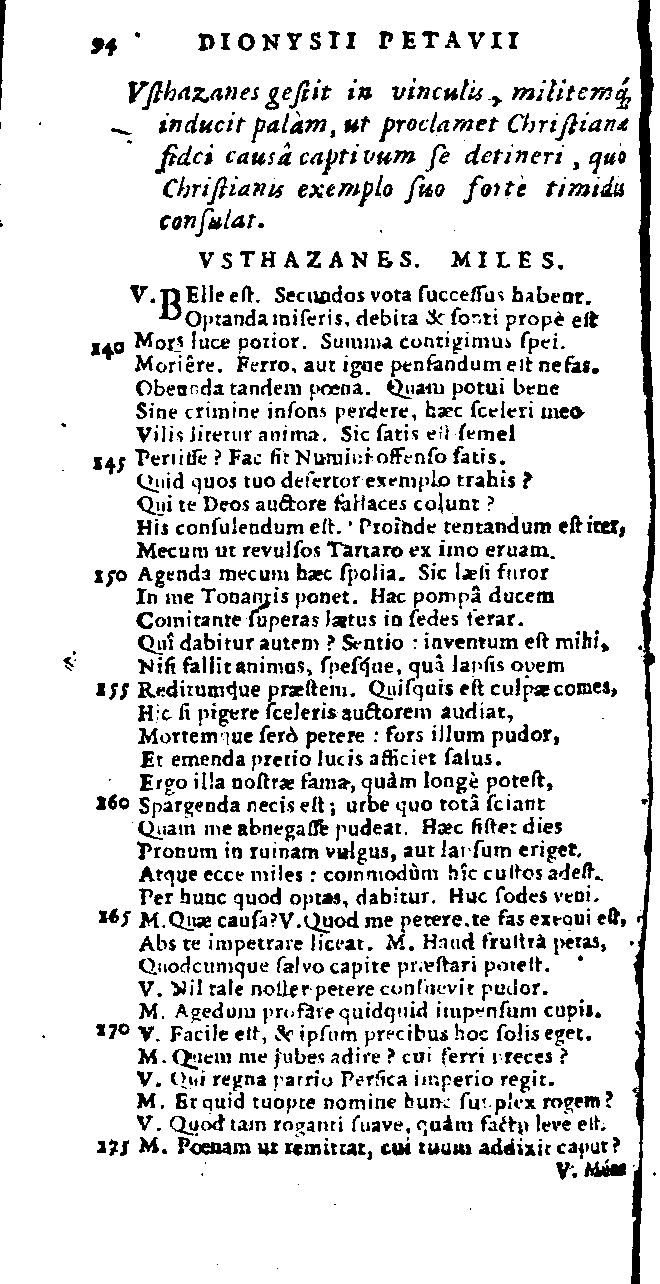 94 DIONYSII PETAVII
Vſthazanes geſtit in vinculis, militemq́;
inducit palàm, ut proclamet Chriſtianæ
fidei causâ captivum ſe detineri, quo
Chriſtianis exemplo ſuo fortè timidis
conſulat.
VSTHAZANES. MILES.
V. BElle eſt. Secundos vota ſucceſſus habent.
Optanda miſeris, debita & ſonti propè eſt
140 Mors luce potior. Summa contigimus ſpei.
Moriêre. Ferro, aut igne penſandum eſt nefas.
Obeunda tandem pœna. Quam potui bene
Sine crimine inſons perdere, hæc ſceleri meo
Vilis litetur anima. Sic ſatis eſt ſemel
145 Periiſſe? Fac ſit Numini offenſo ſatis.
Quid quos tuo deſertor exemplo trahis?
Qui te Deos auctore fallaces colunt?
His conſulendum eſt. Proinde tentandum eſt iter,
Mecum ut revulſos Tartaro ex imo eruam.
150 Agenda mecum hæc ſpolia. Sic læſi furor
In me Tonantis ponet. Hac pompâ ducem
Comitante ſuperas lætus in ſedes ferar.
Quî dabitur autem? Sentio: inventum eſt mihi,
Niſi fallit animus, ſpeſque, quâ lapſis opem
155 Reditumque præſtem. Quiſquis eſt culpæ comes,
Hic ſi pigere ſceleris auctorem audiat,
Mortemque ſerò petere: fors illum pudor,
Et emenda pretio lucis afficiet ſalus.
Ergo illa noſtræ fama, quàm longè poteſt,
160 Spargenda necis eſt; urbe quo totâ ſciant
Quam me abnegaſſe pudeat. Hæc ſiſtet dies
Pronum in ruinam vulgus, aut lapſum eriget.
Atque ecce miles: commodùm hîc cuſtos adeſt.
Per hunc quod optas, dabitur. Huc ſodes veni.
165 M. Quæ cauſa? V. Quod me petere, te fas exequi eſt,
Abs te impetrare liceat. M. Haud fruſtrà petas,
Quodcumque ſalvo capite præſtari poteſt.
V. Nil tale noſter petere conſuevit pudor.
M. Agedum profare quidquid impenſum cupis.
170 V. Facile eſt, & ipſum precibus hoc ſolis eget.
M. Quem me jubes adire? cui ferri preces?
V. Qui regna patrio Perſica imperio regit.
M. Et quid tuopte nomine hunc ſupplex rogem?
V. Quod tam roganti ſuave, quàm factu leve eſt.
175 M. Pœnam ut remittat, cui tuum addixit caput?
V.